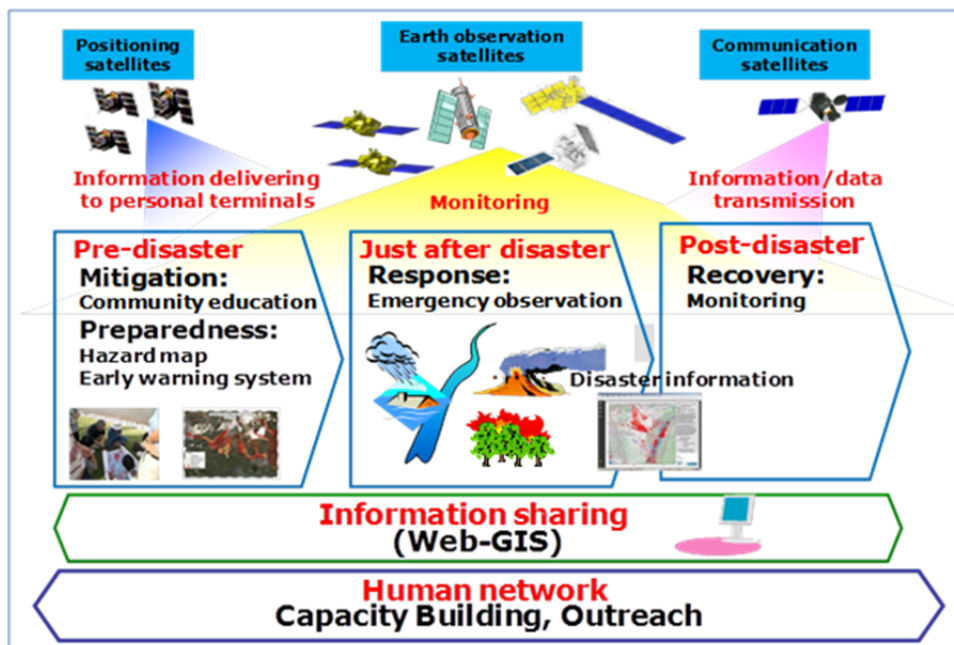 Positioning
satellites
Earth observation
satellites
Communication
satellites
Information delivering
to personal terminals
Monitoring
Information/data
transmission
Pre-disaster
Mitigation:
Community education
Preparedness:
Hazard map
Early warning system
Just after disaster
Response:
Emergency observation
Disaster information
Post-disaster
Recovery:
Monitoring
Information sharing
(Web-GIS)
Human network
Capacity Building, Outreach